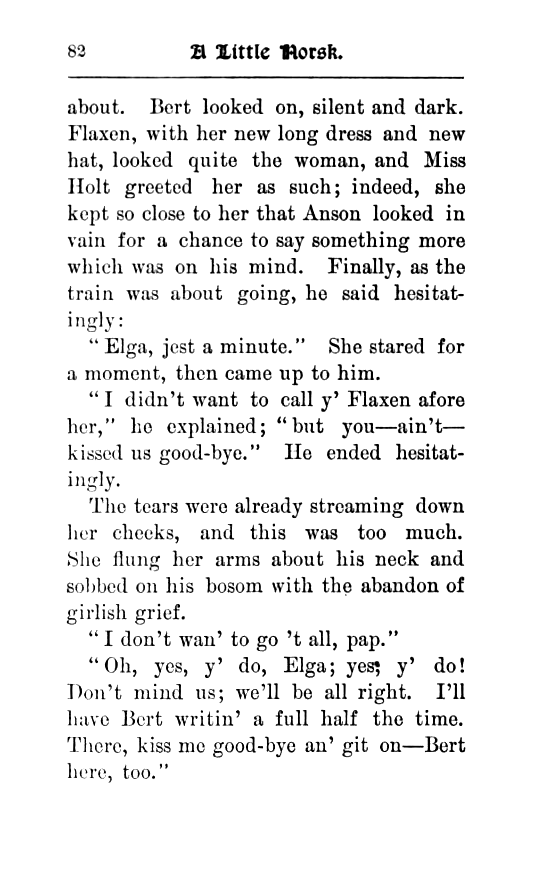 82 A Little Norsk.
about. Bert looked on, silent and dark.
Flaxen, with her new long dress and new
hat, looked quite the woman, and Miss
Holt greeted her as such; indeed, she
kept so close to her that Anson looked in
vain for a chance to say something more
which was on his mind. Finally, as the
train was about going, he said hesitat-
ingly:
"Elga, jest a minute." She stared for
a moment, then came up to him.
"I didn't want to call y' Flaxen afore
her," he explained; "but you—ain't—
kissed us good-bye." He ended hesitat-
ingly.
The tears were already streaming down
her cheeks, and this was too much.
She flung her arms about his neck and
sobbed on his bosom with the abandon of
girlish grief.
"I don't wan' to go 't all, pap."
"Oh, yes, y' do, Elga; yes; y' do!
Don't mind us; we'll be all right. I'll
have Bert writin' a full half the time.
There, kiss me good-bye an' git on—Bert
here, too."